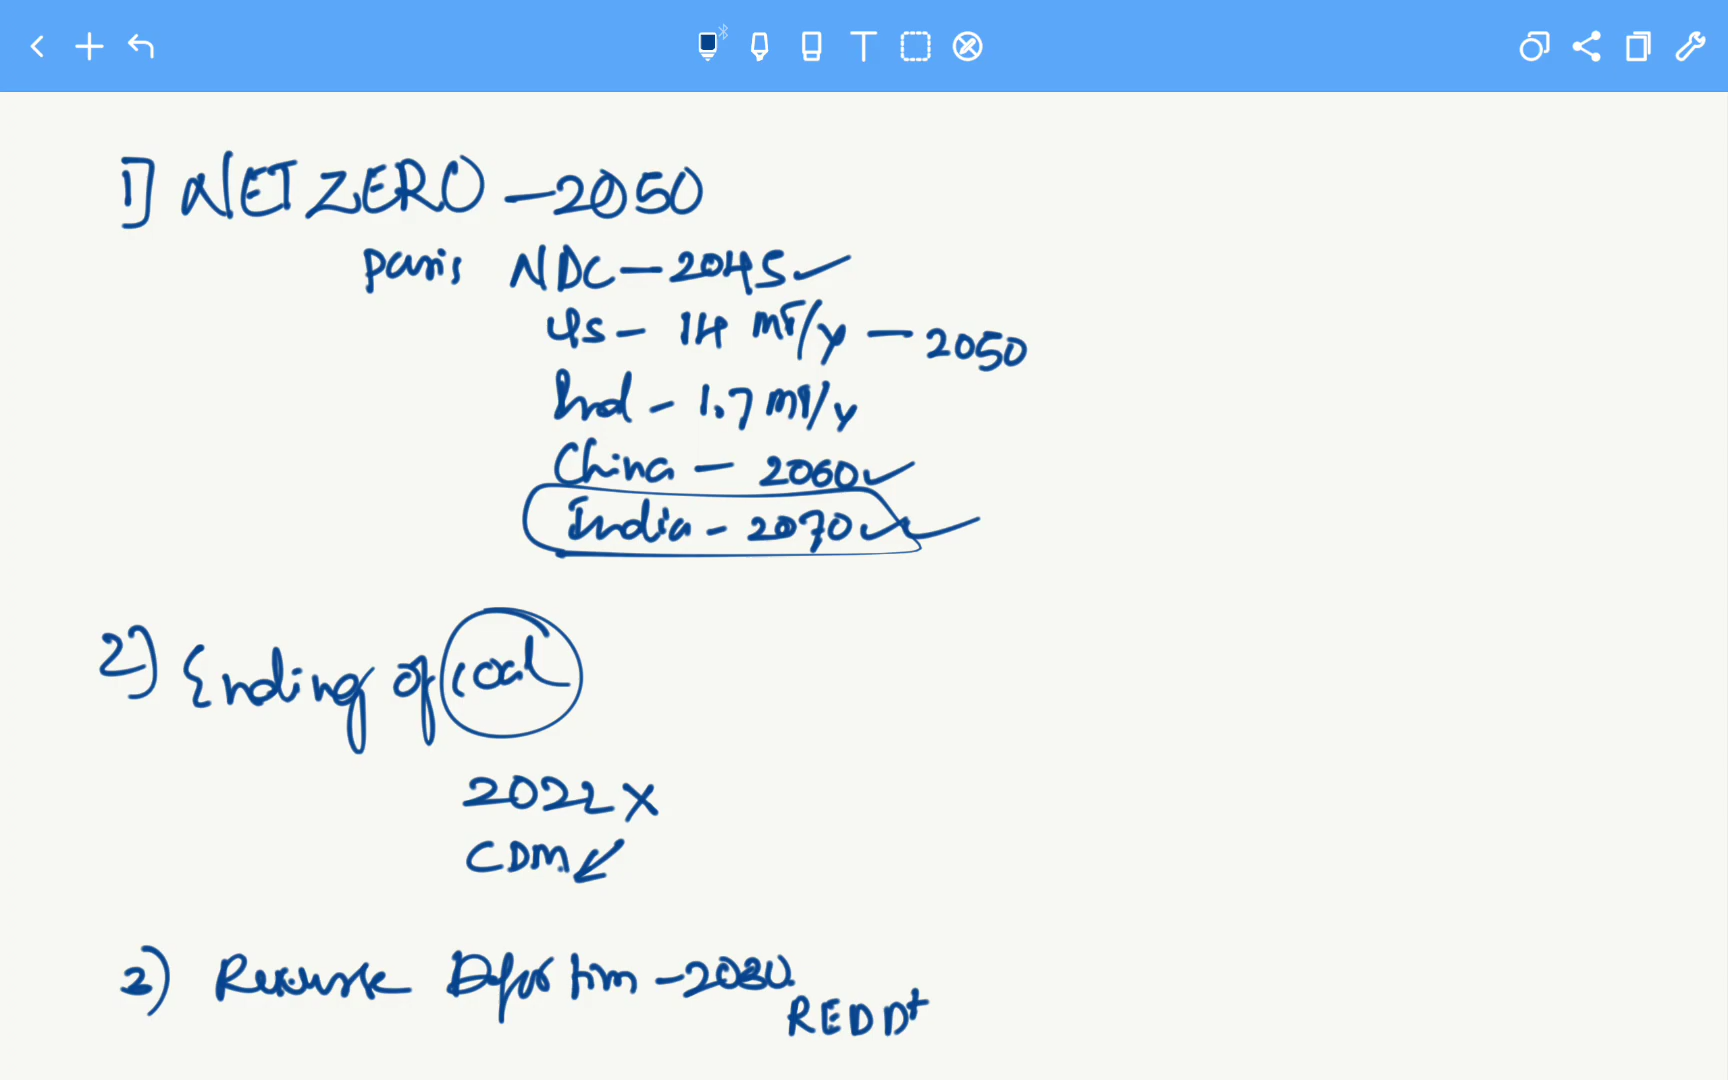 1] NET ZERO - 2050
paris NDC - 2045 ✓
US - 14 mT/y - 2050
Ind - 1.7 mT/y
China - 2060 ✓
India - 2070 ✓✓
2] Ending of coal
2022 X
CDM
2) Reverse - 2030.
REDD+